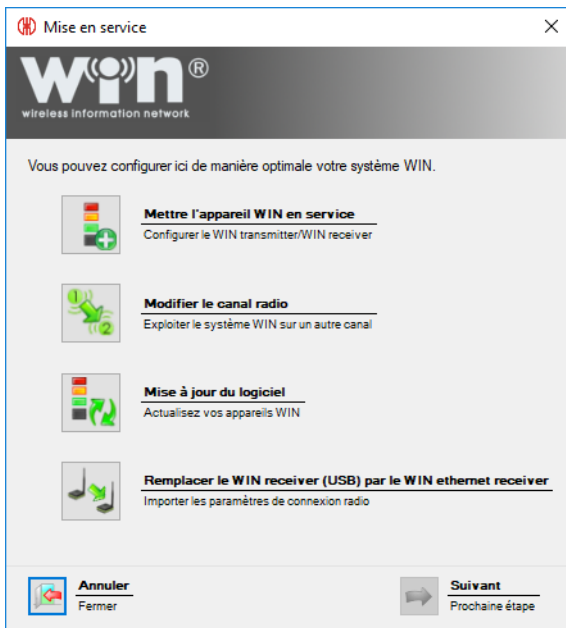 Mise en service
WIN®
wireless information network
Vous pouvez configurer ici de manière optimale votre système WIN.
Mettre l'appareil WIN en service
Configurer le WIN transmitter/WIN receiver
1
2
Modifier le canal radio
Exploiter le système WIN sur un autre canal
Mise à jour du logiciel
Actualisez vos appareils WIN
Remplacer le WIN receiver (USB) par le WIN ethernet receiver
Importer les paramètres de connexion radio
Annuler
Fermer
Suivant
Prochaine étape